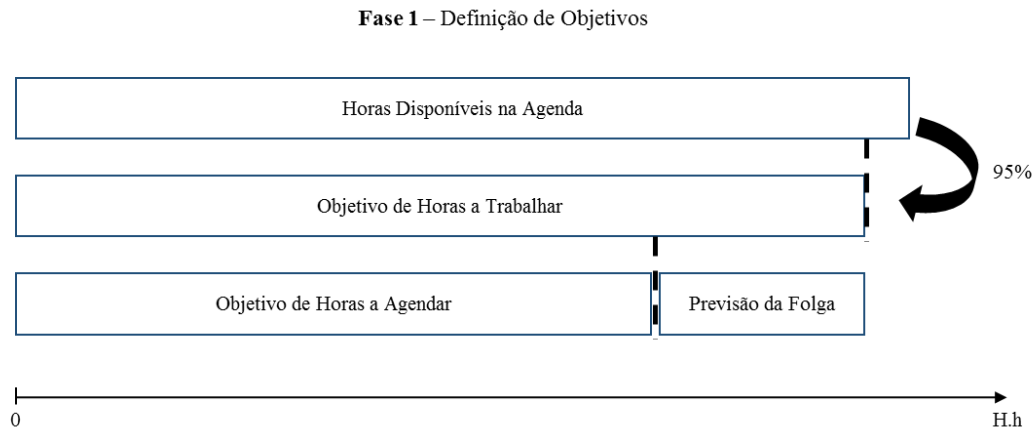 Fase 1 – Definição de Objetivos
Horas Disponíveis na Agenda
95%
Objetivo de Horas a Trabalhar
Objetivo de Horas a Agendar
Previsão da Folga
0
H.h